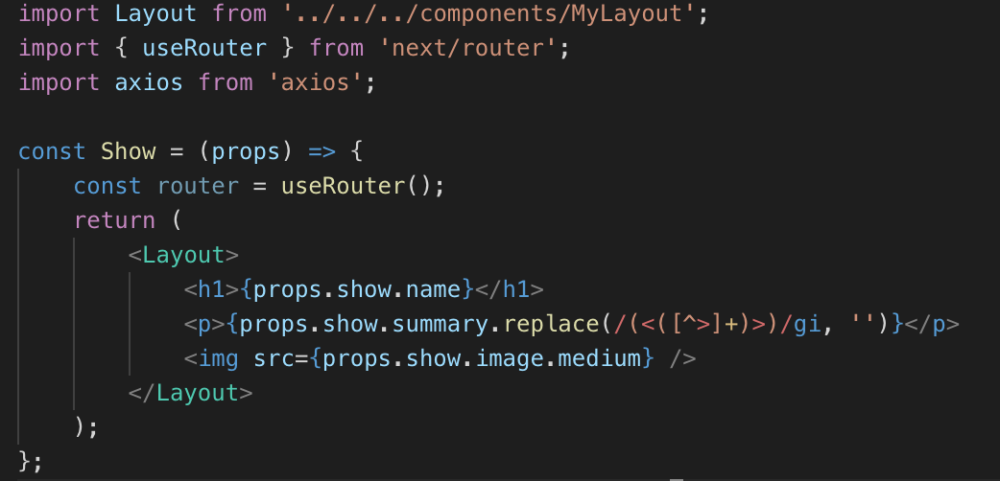 import Layout from '../../../components/MyLayout';
import { useRouter } from 'next/router';
import axios from 'axios';

const Show = (props) => {
    const router = useRouter();
    return (
        <Layout>
            <h1>{props.show.name}</h1>
            <p>{props.show.summary.replace(/(<([^>]+)>)/gi, '')}</p>
            <img src={props.show.image.medium} />
        </Layout>
    );
};